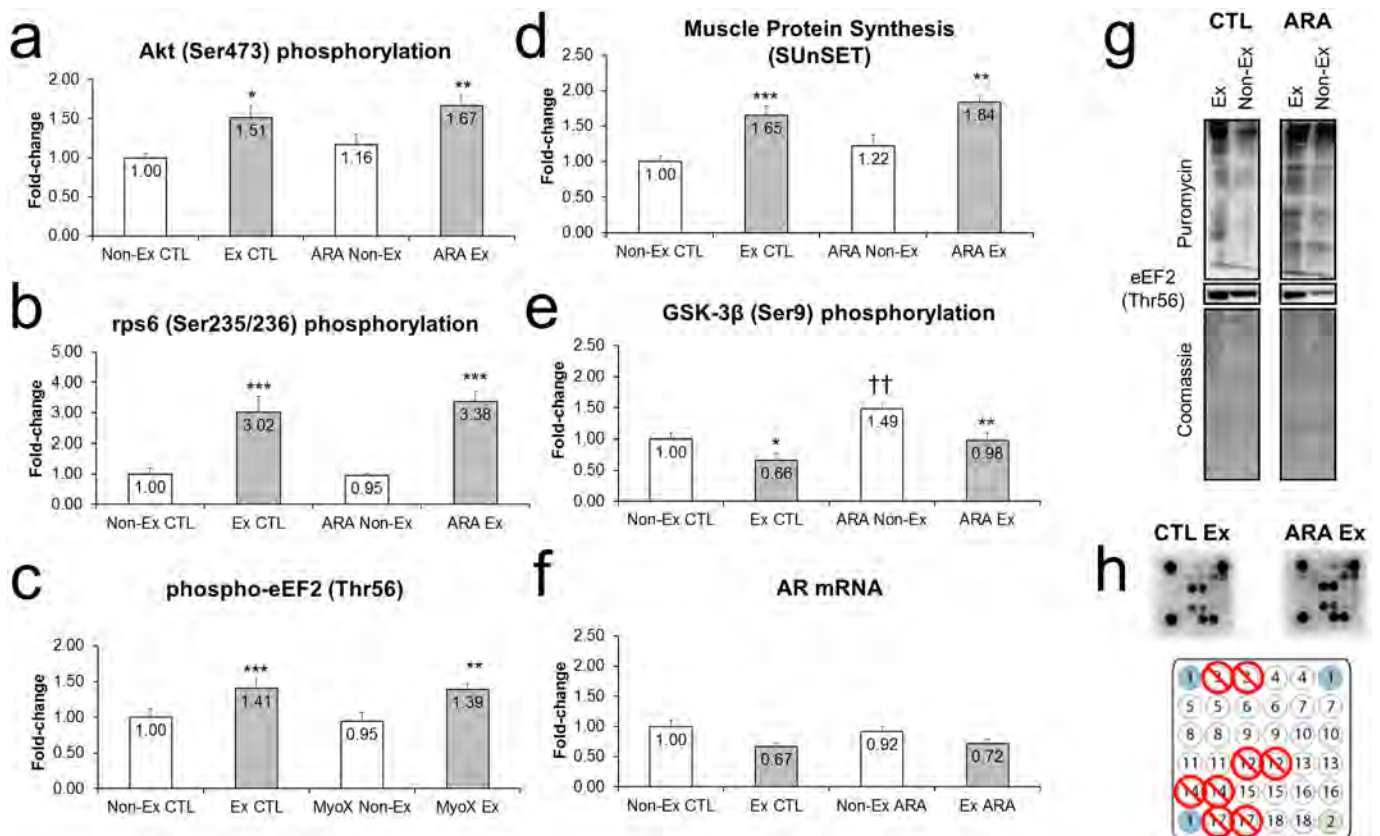 a
Akt (Ser473) phosphorylation
Fold-change
2.00
1.50
1.00
0.50
0.00
*
**
1.00
1.51
1.16
1.67
Non-Ex CTL
Ex CTL
ARA Non-Ex
ARA Ex
b
rps6 (Ser235/236) phosphorylation
Fold-change
5.00
4.00
3.00
2.00
1.00
0.00
***
***
1.00
3.02
0.95
3.38
Non-Ex CTL
Ex CTL
ARA Non-Ex
ARA Ex
c
phospho-eEF2 (Thr56)
Fold-change
2.00
1.50
1.00
0.50
0.00
***
**
1.00
1.41
0.95
1.39
Non-Ex CTL
Ex CTL
MyoX Non-Ex
MyoX Ex
d
Muscle Protein Synthesis
(SUnSET)
Fold-change
2.50
2.00
1.50
1.00
0.50
0.00
***
**
1.00
1.65
1.22
1.84
Non-Ex CTL
Ex CTL
ARA Non-Ex
ARA Ex
e
GSK-3β (Ser9) phosphorylation
Fold-change
2.50
2.00
1.50
1.00
0.50
0.00
*
††
**
1.00
0.66
1.49
0.98
Non-Ex CTL
Ex CTL
ARA Non-Ex
ARA Ex
f
AR mRNA
Fold-change
2.50
2.00
1.50
1.00
0.50
0.00
1.00
0.67
0.92
0.72
Non-Ex CTL
Ex CTL
Non-Ex ARA
Ex ARA
g
CTL
ARA
Ex
Non-Ex
Ex
Non-Ex
Puromycin
eEF2
(Thr56)
Coomassie
h
CTL Ex
ARA Ex
1 3 3 4 4 1
5 5 6 6 7 7
8 8 9 9 10 10
11 11 12 12 13 13
14 14 15 15 16 16
1 17 17 18 18 2